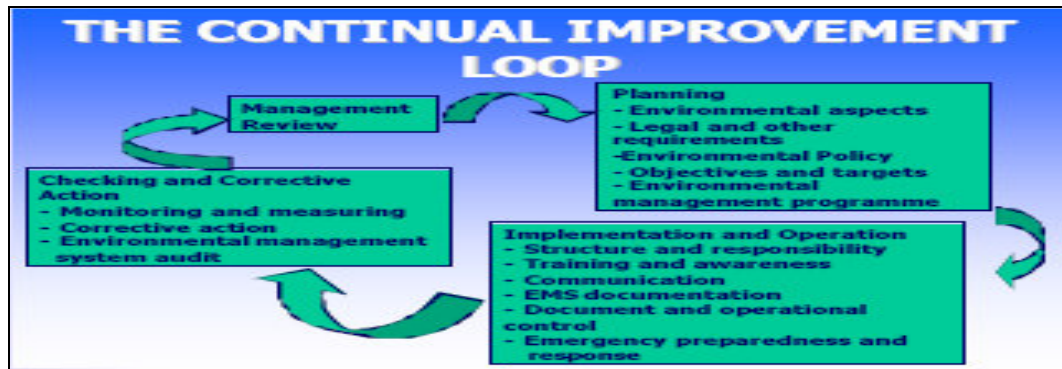 THE CONTINUAL IMPROVEMENT
LOOP
Management
Review
Planning
- Environmental aspects
- Legal and other
requirements
-Environmental Policy
- Objectives and targets
- Environmental
management programme
Checking and Corrective
Action
- Monitoring and measuring
- Corrective action
- Environmental management
system audit
Implementation and Operation
- Structure and responsibility
- Training and awareness
- Communication
- EMS documentation
- Document and operational
control
- Emergency preparedness and
response